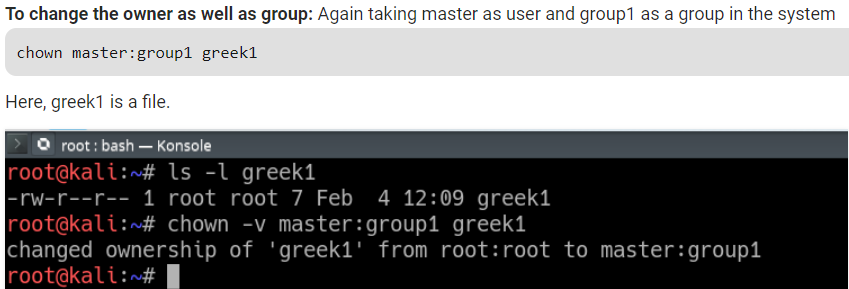 To change the owner as well as group: Again taking master as user and group1 as a group in the system
chown master:group1 greek1
Here, greek1 is a file.
root : bash — Konsole
root@kali:~# ls -l greek1
-rw-r--r-- 1 root root 7 Feb  4 12:09 greek1
root@kali:~# chown -v master:group1 greek1
changed ownership of 'greek1' from root:root to master:group1
root@kali:~#